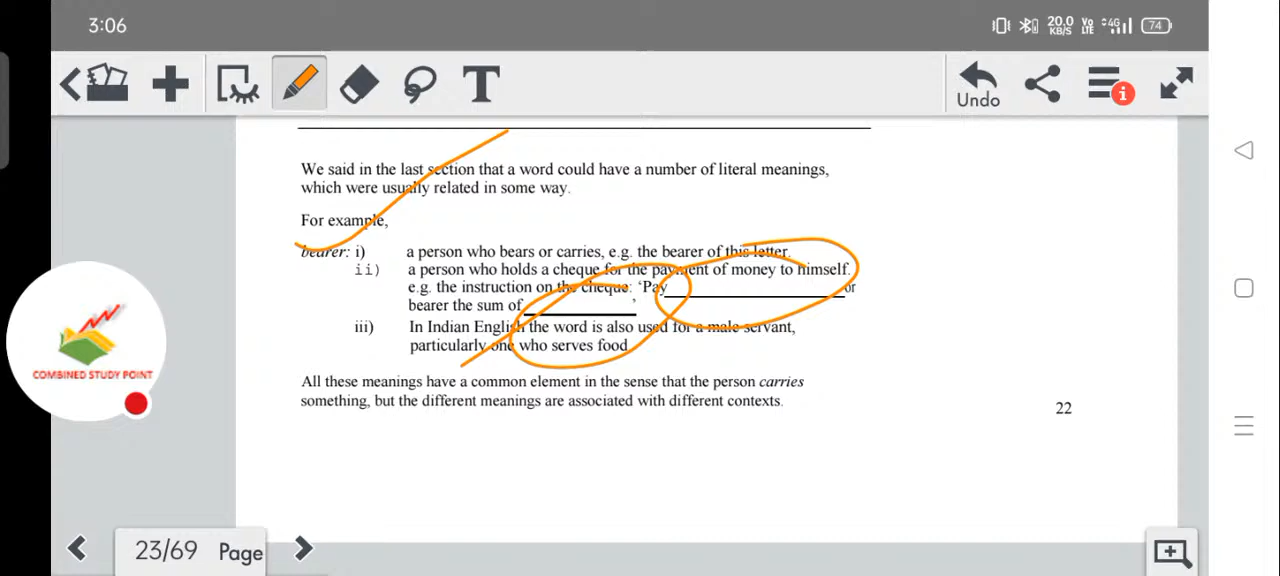 3:06
20.0 KB/S Vo LTE 4G 74
Undo
We said in the last section that a word could have a number of literal meanings,
which were usually related in some way.
For example,
bearer: i) a person who bears or carries, e.g. the bearer of this letter.
ii) a person who holds a cheque for the payment of money to himself.
e.g. the instruction on the cheque: ‘Pay____________________or
bearer the sum of____________’
iii) In Indian English the word is also used for a male servant,
particularly one who serves food
All these meanings have a common element in the sense that the person carries
something, but the different meanings are associated with different contexts.
22
COMBINED STUDY POINT
23/69 Page